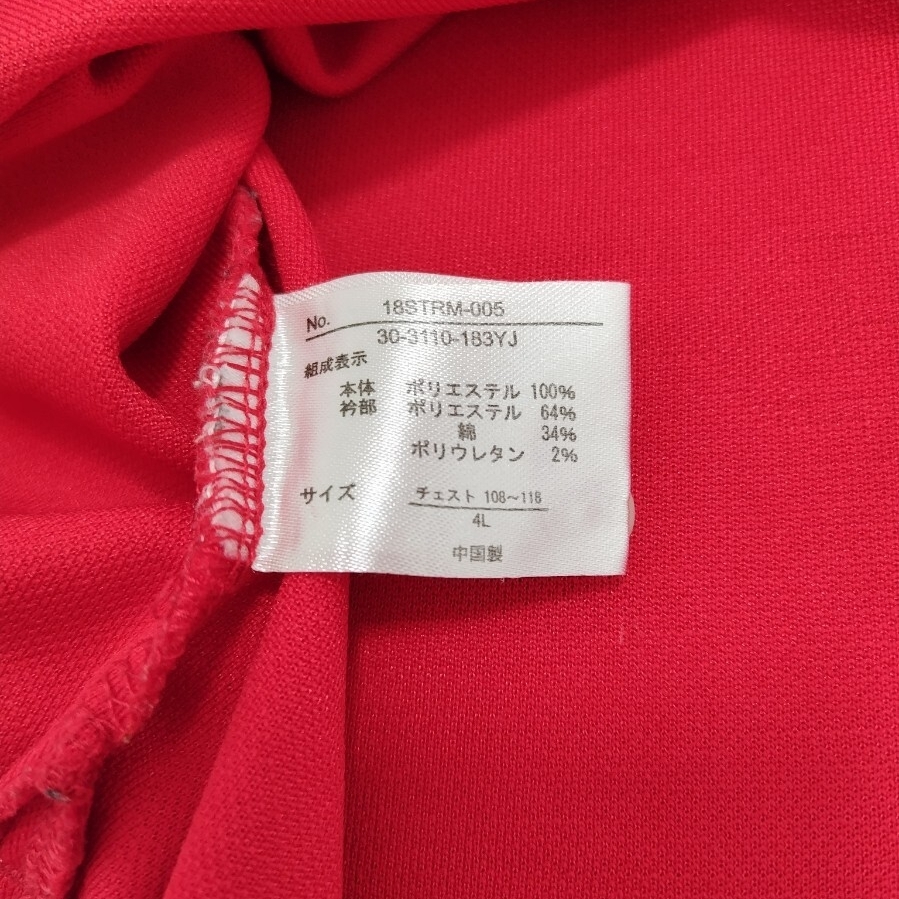 No. 18STRM-005
30-3110-183YJ
組成表示
本体 ポリエステル 100%
衿部 ポリエステル 64%
綿 34%
ポリウレタン 2%
サイズ チェスト 108〜118
4L
中国製